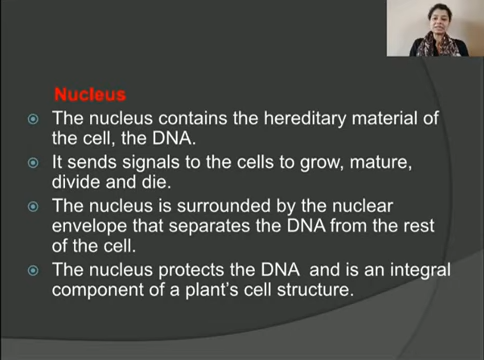 Nucleus
The nucleus contains the hereditary material of
the cell, the DNA.
It sends signals to the cells to grow, mature,
divide and die.
The nucleus is surrounded by the nuclear
envelope that separates the DNA from the rest
of the cell.
The nucleus protects the DNA and is an integral
component of a plant's cell structure.